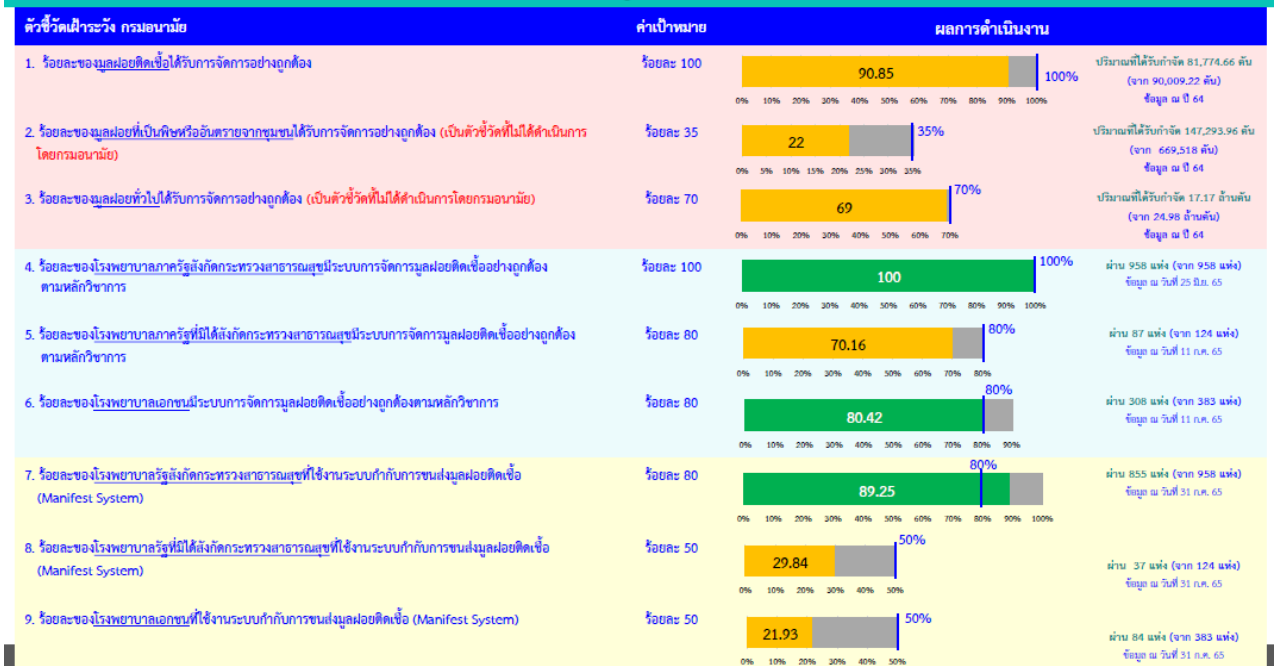 ตัวชี้วัดเฝ้าระวัง กรมอนามัย ค่าเป้าหมาย ผลการดำเนินงาน
1. ร้อยละของมูลฝอยติดเชื้อได้รับการจัดการอย่างถูกต้อง ร้อยละ 100
90.85
100%
0% 10% 20% 30% 40% 50% 60% 70% 80% 90% 100%
ปริมาณที่ได้รับกำจัด 81,774.66 ตัน
(จาก 90,009.22 ตัน)
ข้อมูล ณ ปี 64
2. ร้อยละของมูลฝอยที่เป็นพิษหรืออันตรายจากชุมชนได้รับการจัดการอย่างถูกต้อง (เป็นตัวชี้วัดที่ไม่ได้ดำเนินการ
โดยกรมอนามัย)
ร้อยละ 35
22
35%
0% 5% 10% 15% 20% 25% 30% 35%
ปริมาณที่ได้รับกำจัด 147,293.96 ตัน
(จาก 669,518 ตัน)
ข้อมูล ณ ปี 64
3. ร้อยละของมูลฝอยทั่วไปได้รับการจัดการอย่างถูกต้อง (เป็นตัวชี้วัดที่ไม่ได้ดำเนินการโดยกรมอนามัย) ร้อยละ 70
69
70%
0% 10% 20% 30% 40% 50% 60% 70%
ปริมาณที่ได้รับกำจัด 17.17 ล้านตัน
(จาก 24.98 ล้านตัน)
ข้อมูล ณ ปี 64
4. ร้อยละของโรงพยาบาลภาครัฐสังกัดกระทรวงสาธารณสุขมีระบบการจัดการมูลฝอยติดเชื้ออย่างถูกต้อง
ตามหลักวิชาการ
ร้อยละ 100
100
100%
0% 10% 20% 30% 40% 50% 60% 70% 80% 90% 100%
ผ่าน 958 แห่ง (จาก 958 แห่ง)
ข้อมูล ณ วันที่ 25 มิ.ย. 65
5. ร้อยละของโรงพยาบาลภาครัฐที่มิได้สังกัดกระทรวงสาธารณสุขมีระบบการจัดการมูลฝอยติดเชื้ออย่างถูกต้อง
ตามหลักวิชาการ
ร้อยละ 80
70.16
80%
0% 10% 20% 30% 40% 50% 60% 70% 80%
ผ่าน 87 แห่ง (จาก 124 แห่ง)
ข้อมูล ณ วันที่ 11 ก.ค. 65
6. ร้อยละของโรงพยาบาลเอกชนมีระบบการจัดการมูลฝอยติดเชื้ออย่างถูกต้องตามหลักวิชาการ ร้อยละ 80
80.42
80%
0% 10% 20% 30% 40% 50% 60% 70% 80% 90%
ผ่าน 308 แห่ง (จาก 383 แห่ง)
ข้อมูล ณ วันที่ 11 ก.ค. 65
7. ร้อยละของโรงพยาบาลรัฐสังกัดกระทรวงสาธารณสุขที่ใช้งานระบบกำกับการขนส่งมูลฝอยติดเชื้อ
(Manifest System)
ร้อยละ 80
89.25
80%
0% 10% 20% 30% 40% 50% 60% 70% 80% 90% 100%
ผ่าน 855 แห่ง (จาก 958 แห่ง)
ข้อมูล ณ วันที่ 31 ก.ค. 65
8. ร้อยละของโรงพยาบาลรัฐที่มิได้สังกัดกระทรวงสาธารณสุขที่ใช้งานระบบกำกับการขนส่งมูลฝอยติดเชื้อ
(Manifest System)
ร้อยละ 50
29.84
50%
0% 10% 20% 30% 40% 50%
ผ่าน 37 แห่ง (จาก 124 แห่ง)
ข้อมูล ณ วันที่ 31 ก.ค. 65
9. ร้อยละของโรงพยาบาลเอกชนที่ใช้งานระบบกำกับการขนส่งมูลฝอยติดเชื้อ (Manifest System) ร้อยละ 50
21.93
50%
0% 10% 20% 30% 40% 50%
ผ่าน 84 แห่ง (จาก 383 แห่ง)
ข้อมูล ณ วันที่ 31 ก.ค. 65